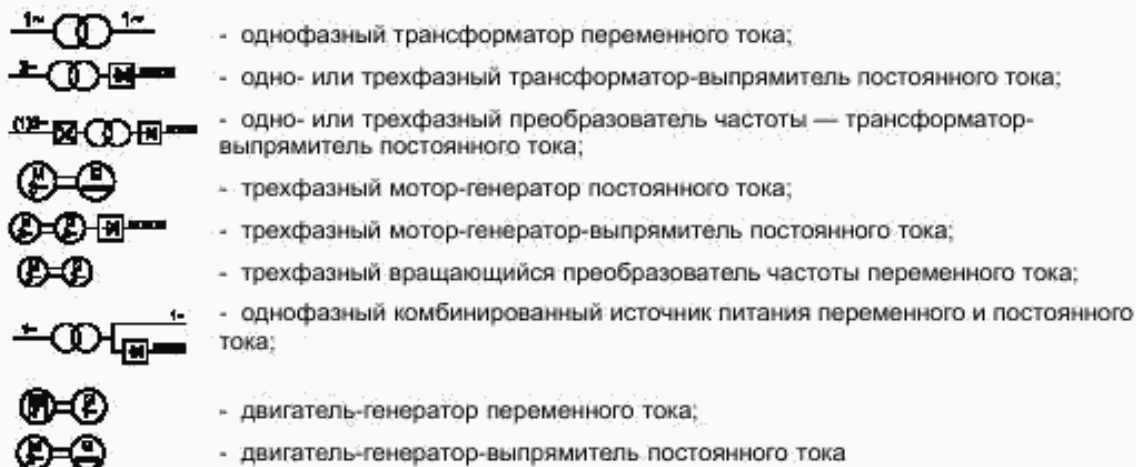 1~ 1~
- однофазный трансформатор переменного тока;
- одно- или трехфазный трансформатор-выпрямитель постоянного тока;
- одно- или трехфазный преобразователь частоты — трансформатор-
выпрямитель постоянного тока;
- трехфазный мотор-генератор постоянного тока;
- трехфазный мотор-генератор-выпрямитель постоянного тока;
- трехфазный вращающийся преобразователь частоты переменного тока;
- однофазный комбинированный источник питания переменного и постоянного
тока;
- двигатель-генератор переменного тока;
- двигатель-генератор-выпрямитель постоянного тока